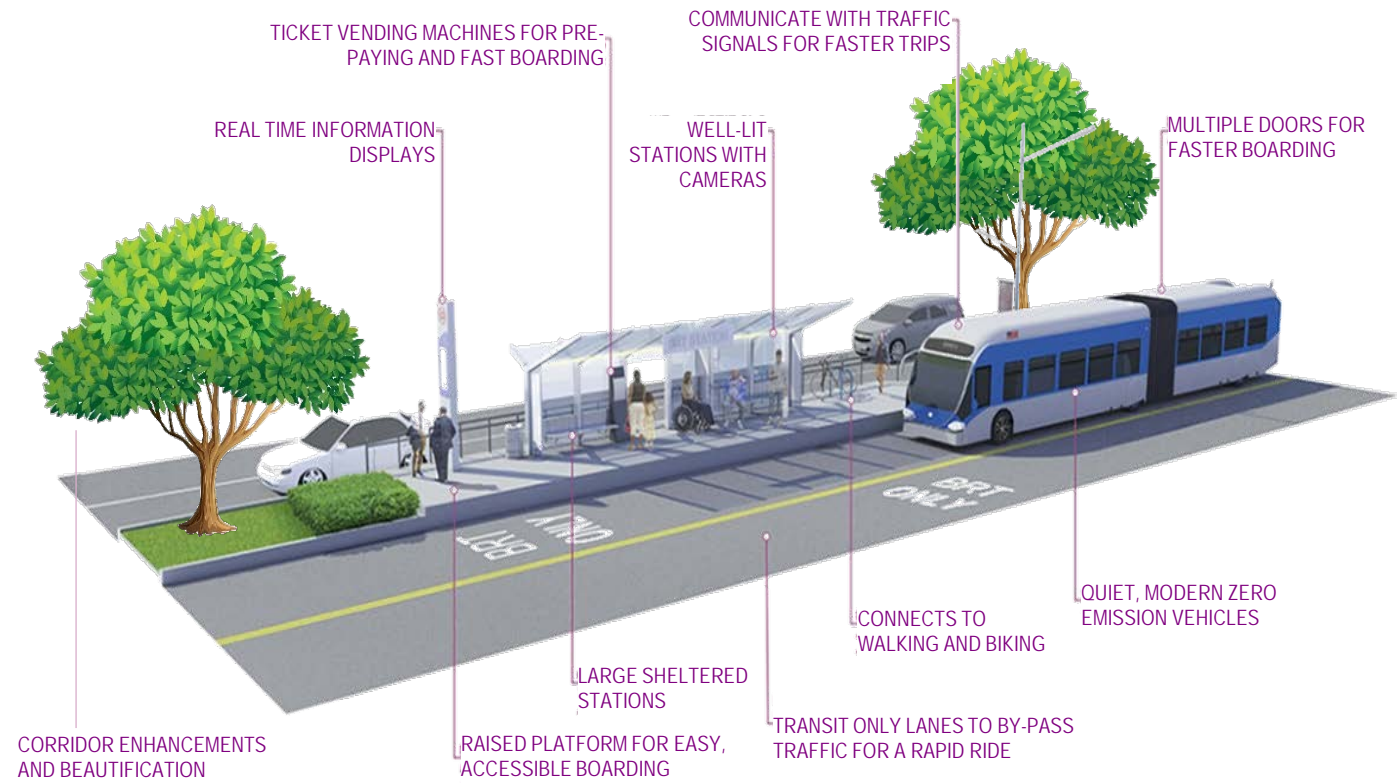 TICKET VENDING MACHINES FOR PRE-
PAYING AND FAST BOARDING
COMMUNICATE WITH TRAFFIC
SIGNALS FOR FASTER TRIPS
REAL TIME INFORMATION
DISPLAYS
WELL-LIT
STATIONS WITH
CAMERAS
MULTIPLE DOORS FOR
FASTER BOARDING
BRT STATION
BRT
ONLY
BRT
ONLY
QUIET, MODERN ZERO
EMISSION VEHICLES
CONNECTS TO
WALKING AND BIKING
LARGE SHELTERED
STATIONS
TRANSIT ONLY LANES TO BY-PASS
TRAFFIC FOR A RAPID RIDE
RAISED PLATFORM FOR EASY,
ACCESSIBLE BOARDING
CORRIDOR ENHANCEMENTS
AND BEAUTIFICATION